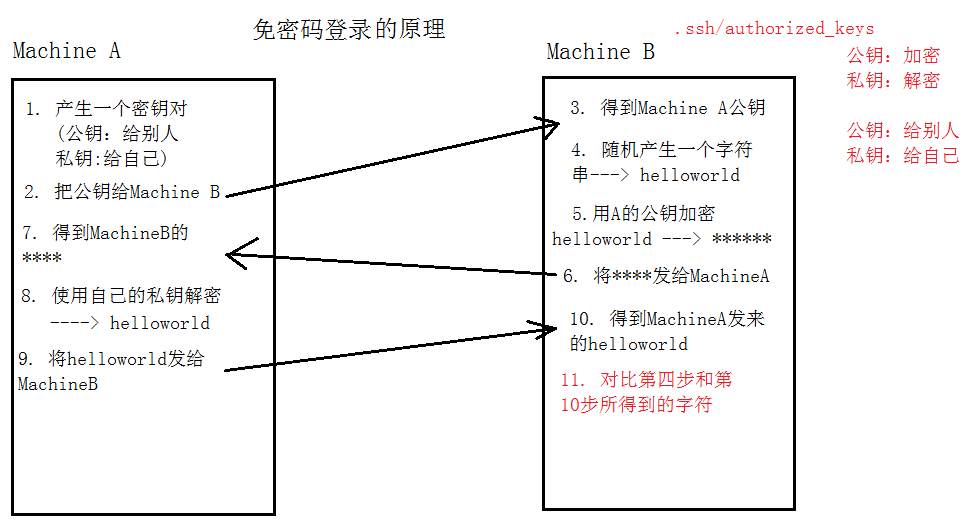 免密码登录的原理
.ssh/authorized_keys
公钥：加密
私钥：解密
公钥：给别人
私钥：给自己
Machine A
1. 产生一个密钥对
(公钥：给别人
私钥:给自己)
2. 把公钥给Machine B
7. 得到MachineB的
****
8. 使用自己的私钥解密
----> helloworld
9. 将helloworld发给
MachineB
Machine B
3. 得到Machine A公钥
4. 随机产生一个字符
串---> helloworld
5.用A的公钥加密
helloworld ---> ******
6. 将****发给MachineA
10. 得到MachineA发来
的helloworld
11. 对比第四步和第
10步所得到的字符